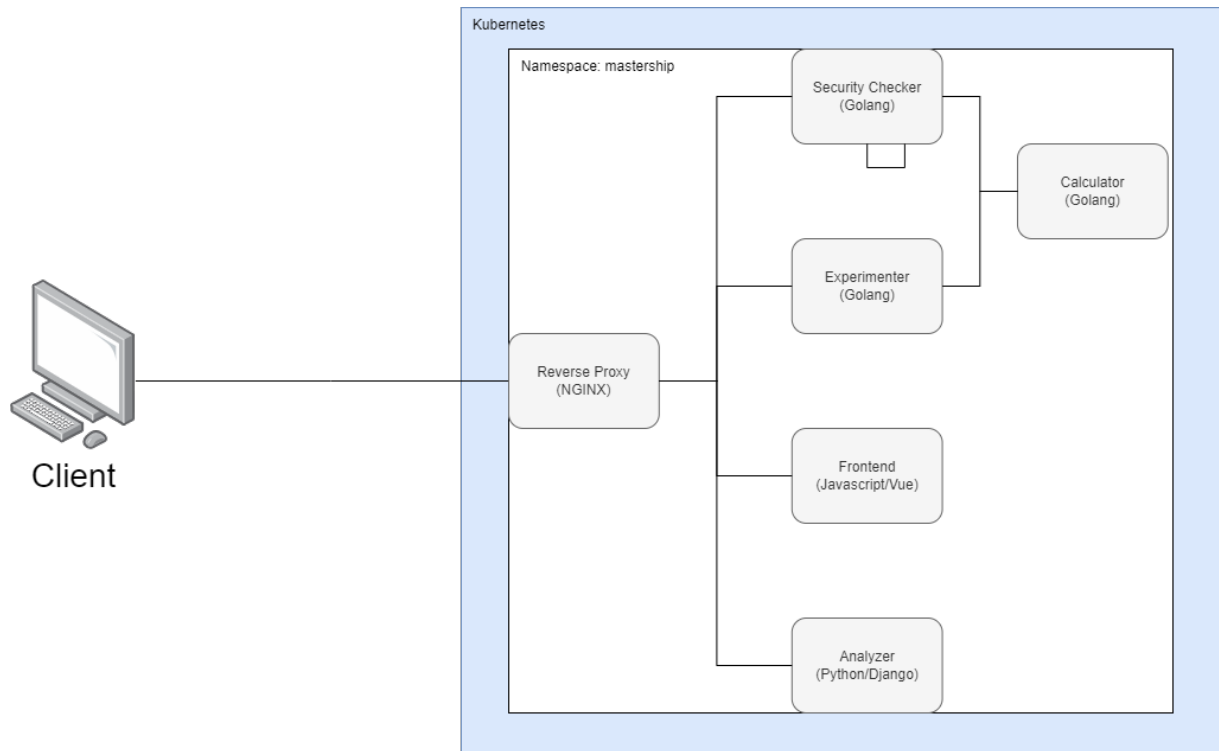 Kubernetes
Namespace: mastership
Security Checker
(Golang)
Calculator
(Golang)
Experimenter
(Golang)
Reverse Proxy
(NGINX)
Client
Frontend
(Javascript/Vue)
Analyzer
(Python/Django)